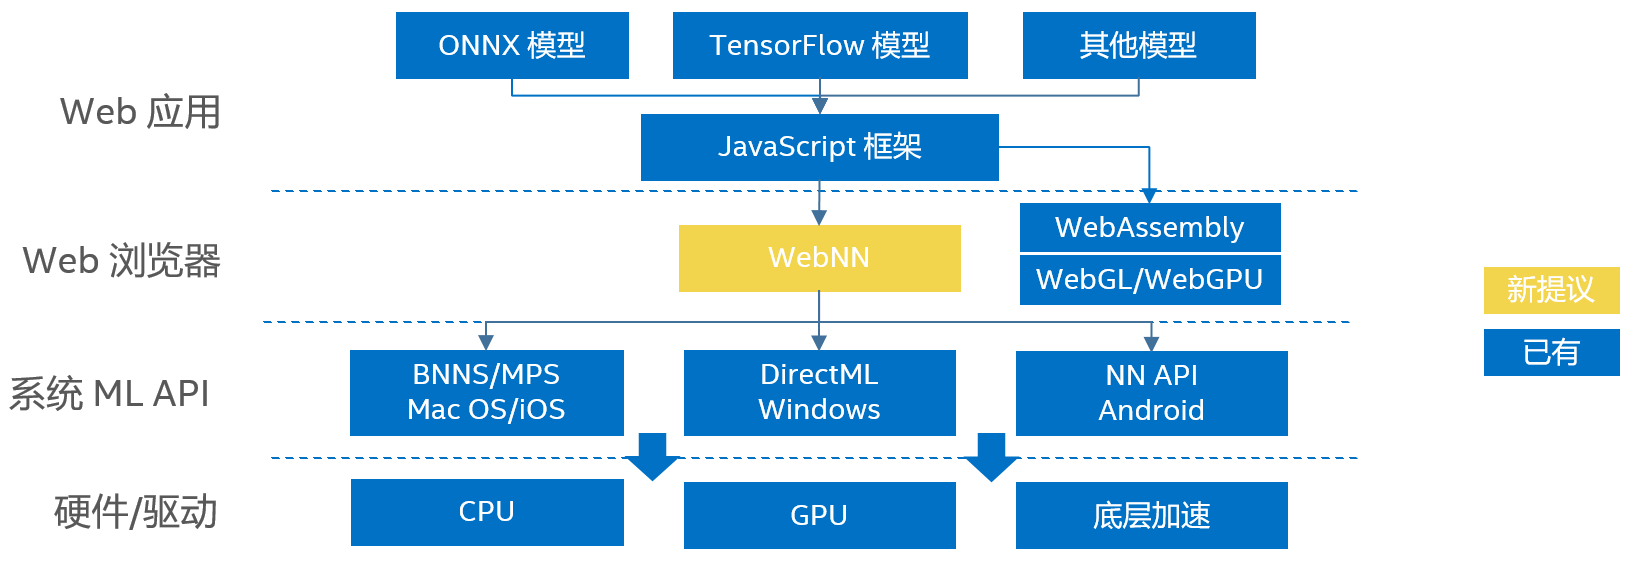 ONNX 模型
TensorFlow 模型
其他模型
Web 应用
JavaScript 框架
WebAssembly
Web 浏览器
WebNN
WebGL/WebGPU
新提议
已有
系统 ML API
BNNS/MPS
Mac OS/iOS
DirectML
Windows
NN API
Android
硬件/驱动
CPU
GPU
底层加速